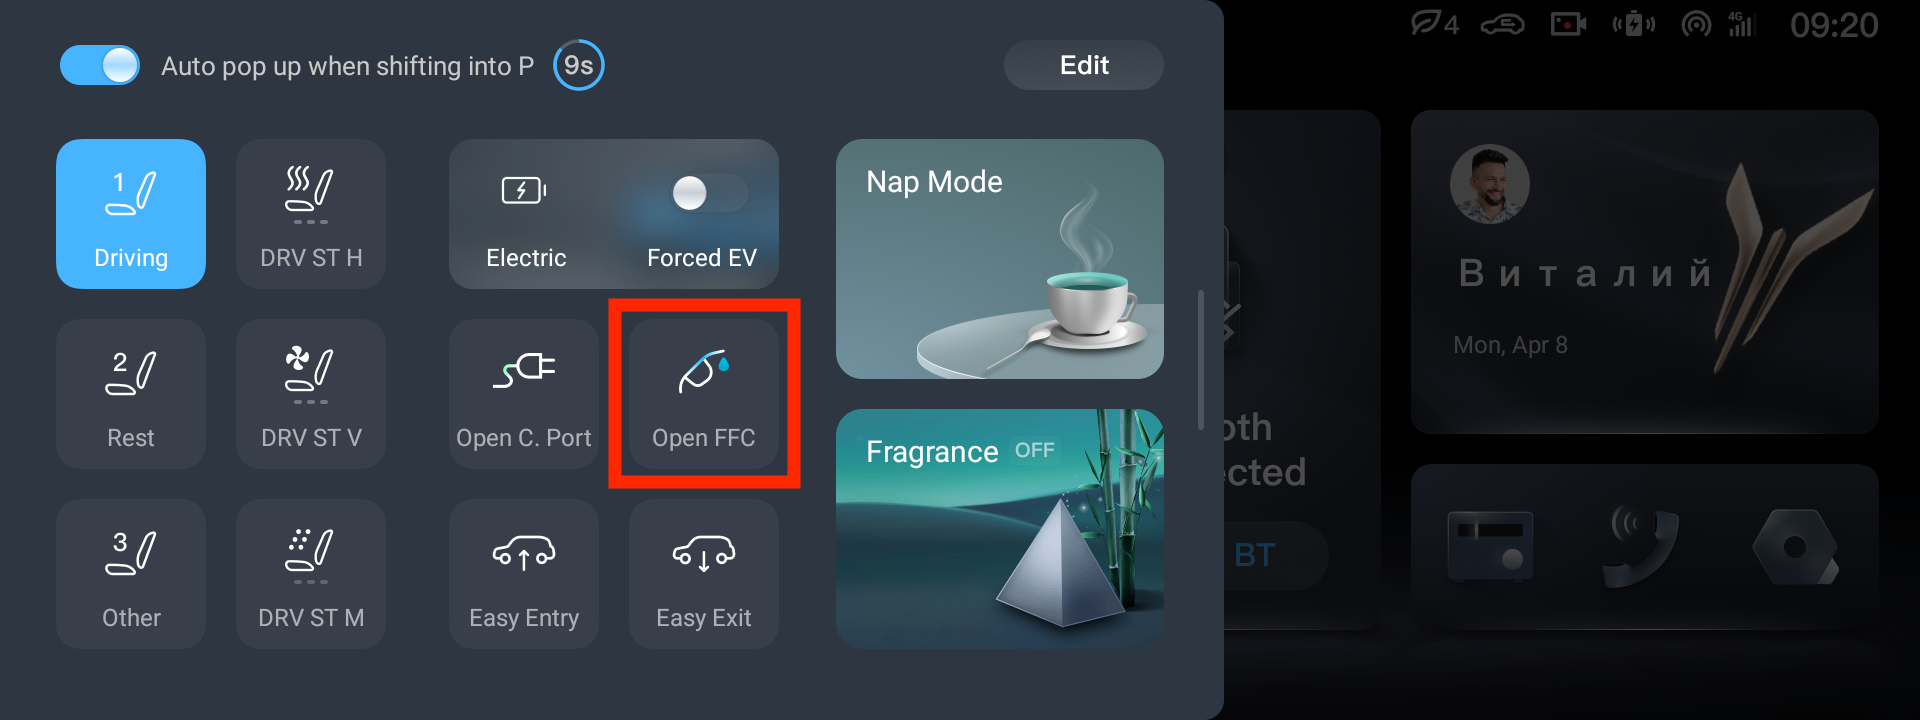 Auto pop up when shifting into P
9s
Edit
4
4G
09:20
1
Driving
DRV ST H
Electric
Forced EV
Nap Mode
2
Rest
DRV ST V
Open C. Port
Open FFC
Fragrance OFF
3
Other
DRV ST M
Easy Entry
Easy Exit
BT
Виталий
Mon, Apr 8